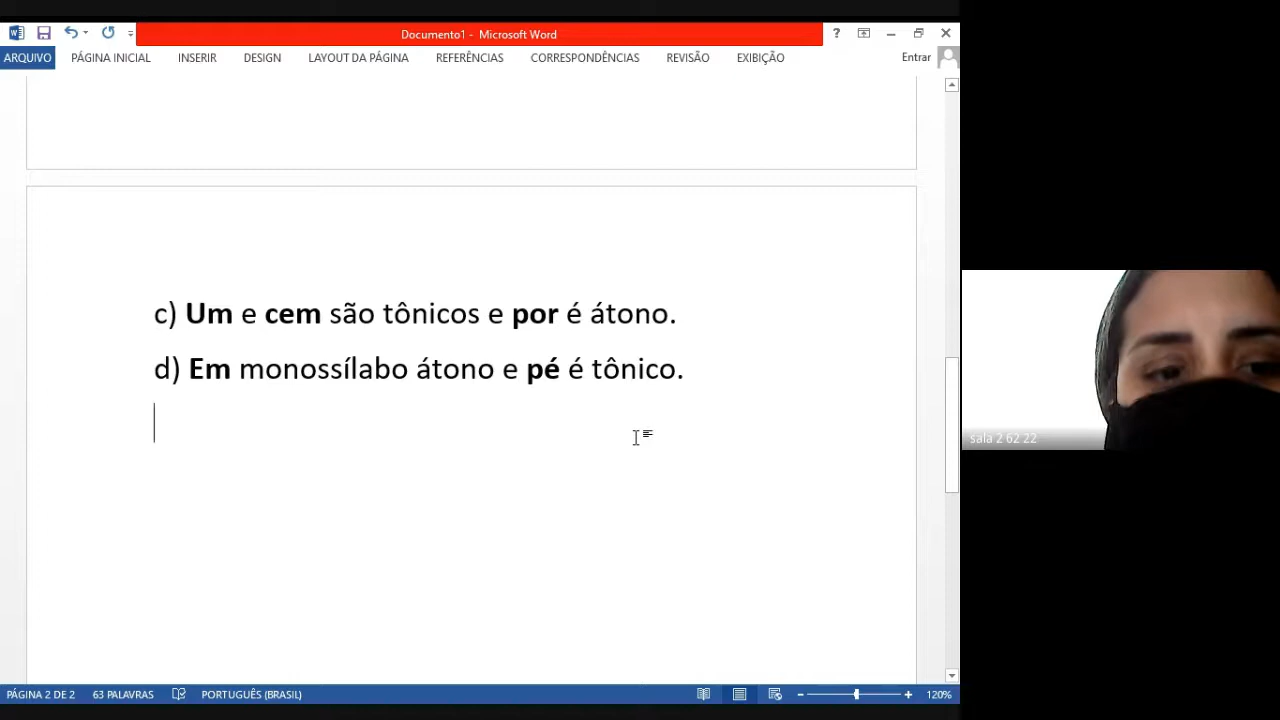 Documento1 - Microsoft Word
?
ARQUIVO PÁGINA INICIAL INSERIR DESIGN LAYOUT DA PÁGINA REFERÊNCIAS CORRESPONDÊNCIAS REVISÃO EXIBIÇÃO Entrar
c) Um e cem são tônicos e por é átono.
d) Em monossílabo átono e pé é tônico.
sala 2 62 22
PÁGINA 2 DE 2 63 PALAVRAS PORTUGUÊS (BRASIL) 120%